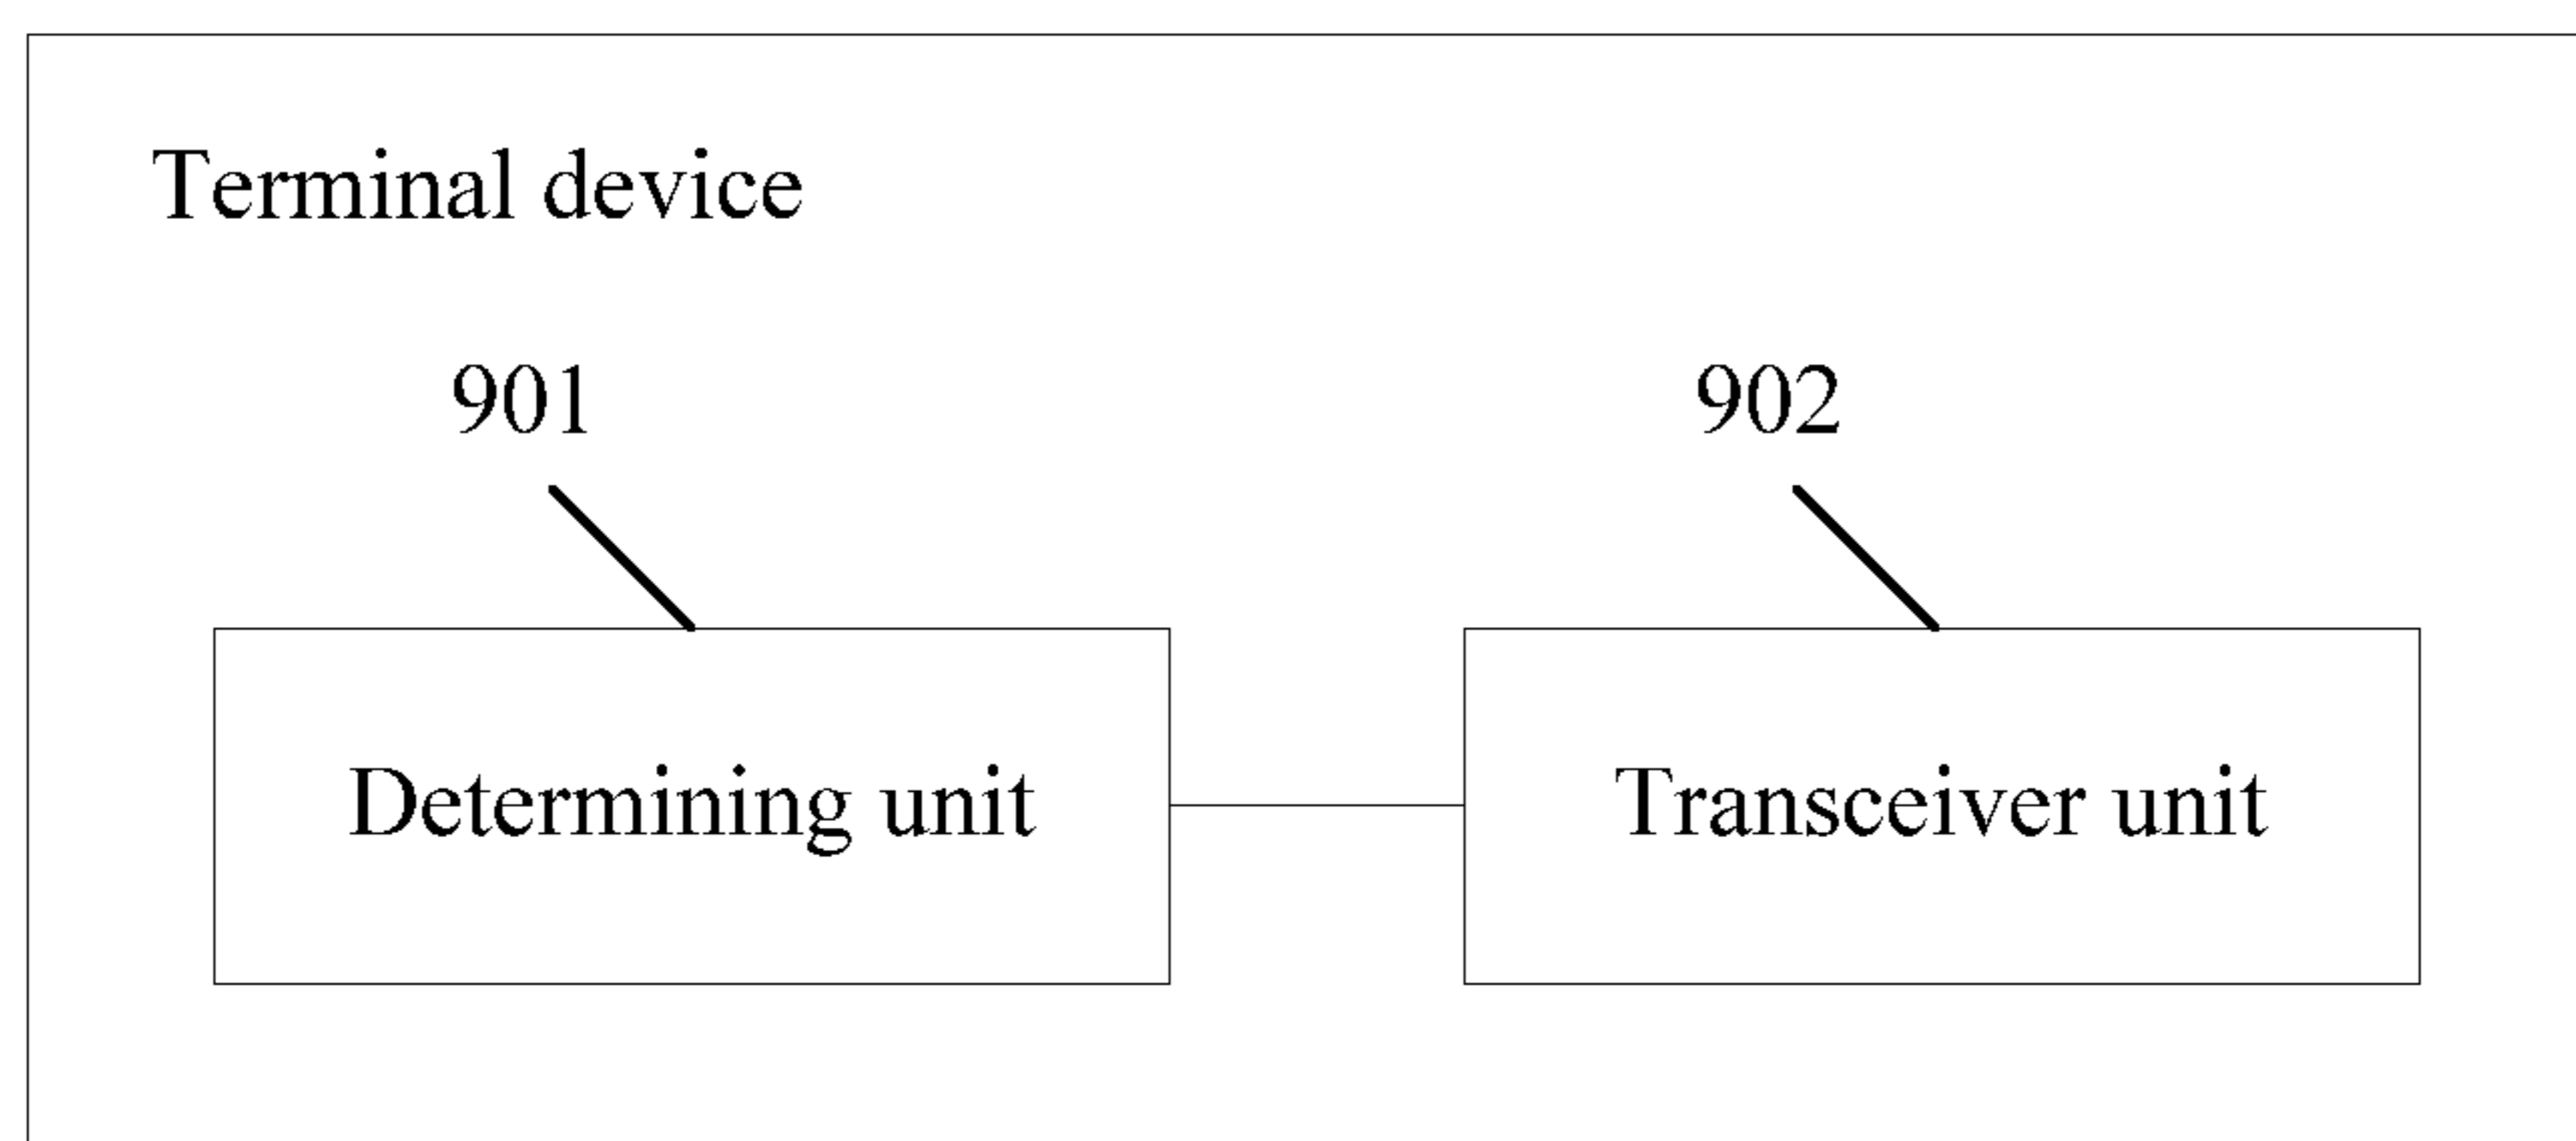 Terminal device
901
902
Determining unit
Transceiver unit